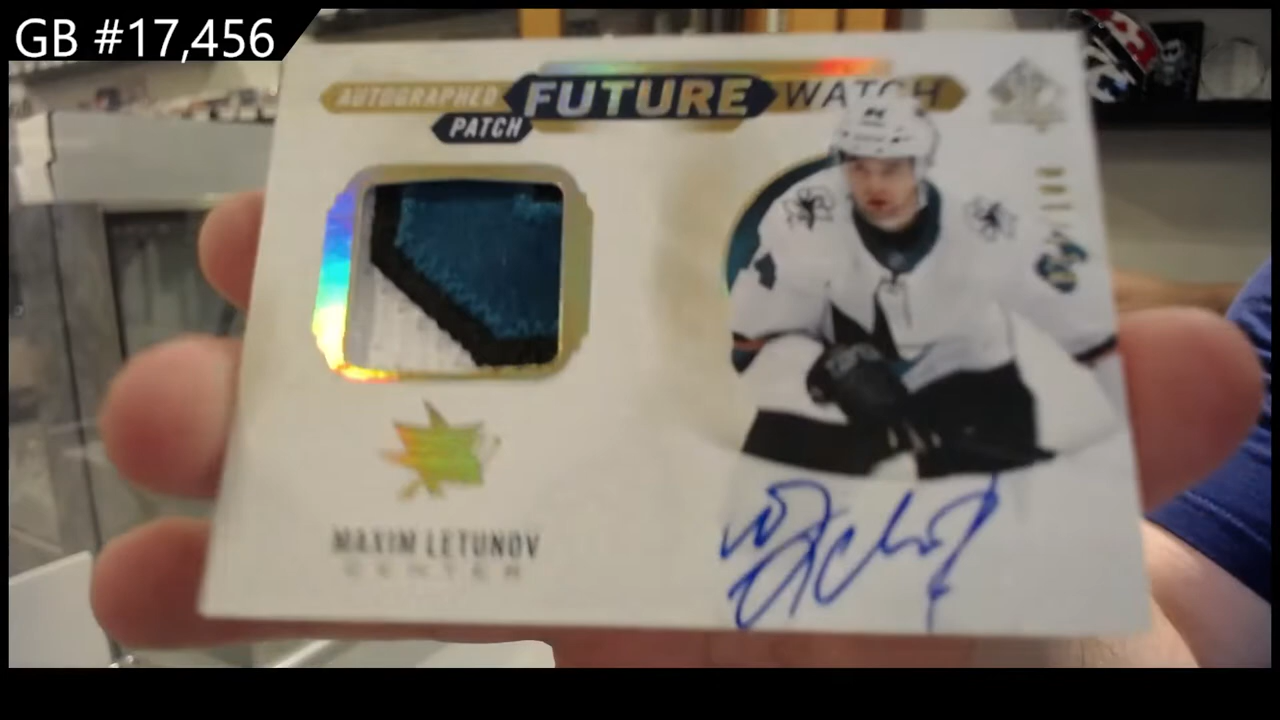 GB #17,456
AUTOGRAPHED FUTURE WATCH
PATCH
MAXIM LETUNOV
CENTER